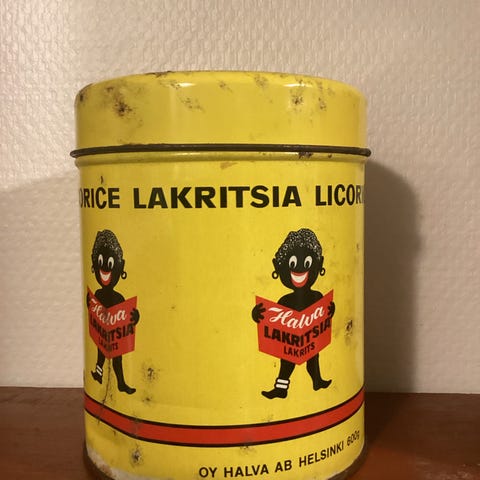 ORICE LAKRITSIA LICORI
Halva
LAKRITSIA
LAKRITS
Halva
LAKRITSIA
LAKRITS
OY HALVA AB HELSINKI 600g